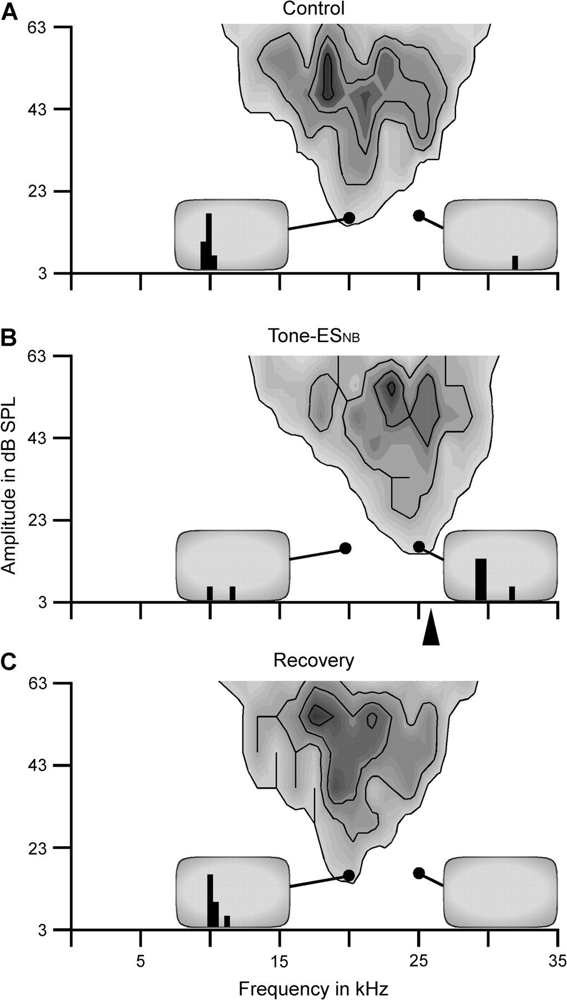 A
Control
63
43
23
3
B
Tone-ESNB
63
43
23
3
Amplitude in dB SPL
C
Recovery
63
43
23
3
5 15 25 35
Frequency in kHz